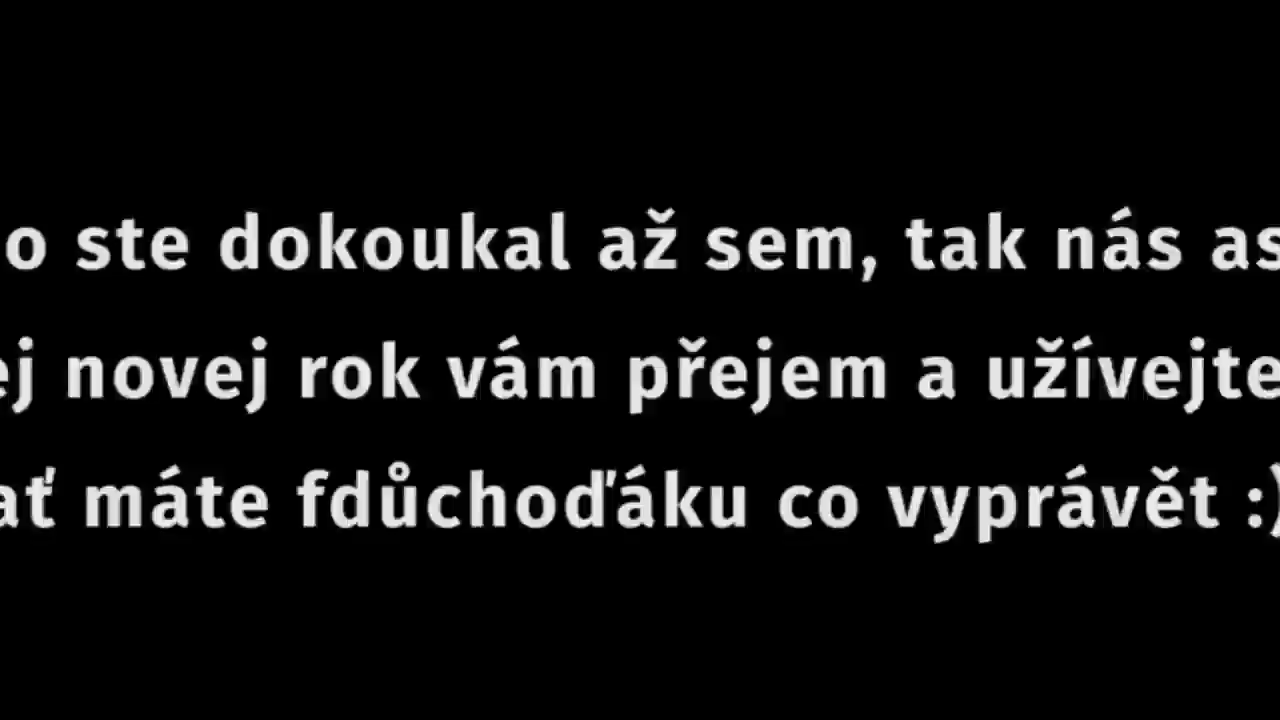 o ste dokoukal až sem, tak nás as
ej novej rok vám přejem a užívejte
ať máte fdůchoďáku co vyprávět :)